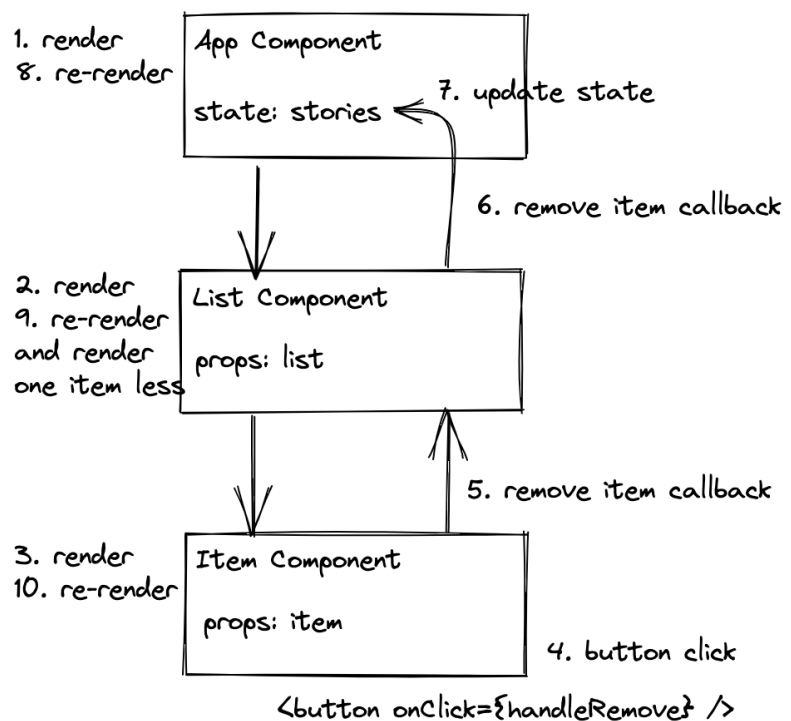 1. render
8. re-render
App Component
state: stories
7. update state
6. remove item callback
2. render
9. re-render
and render
one item less
List Component
props: list
5. remove item callback
3. render
10. re-render
Item Component
props: item
4. button click
<button onClick={handleRemove} />